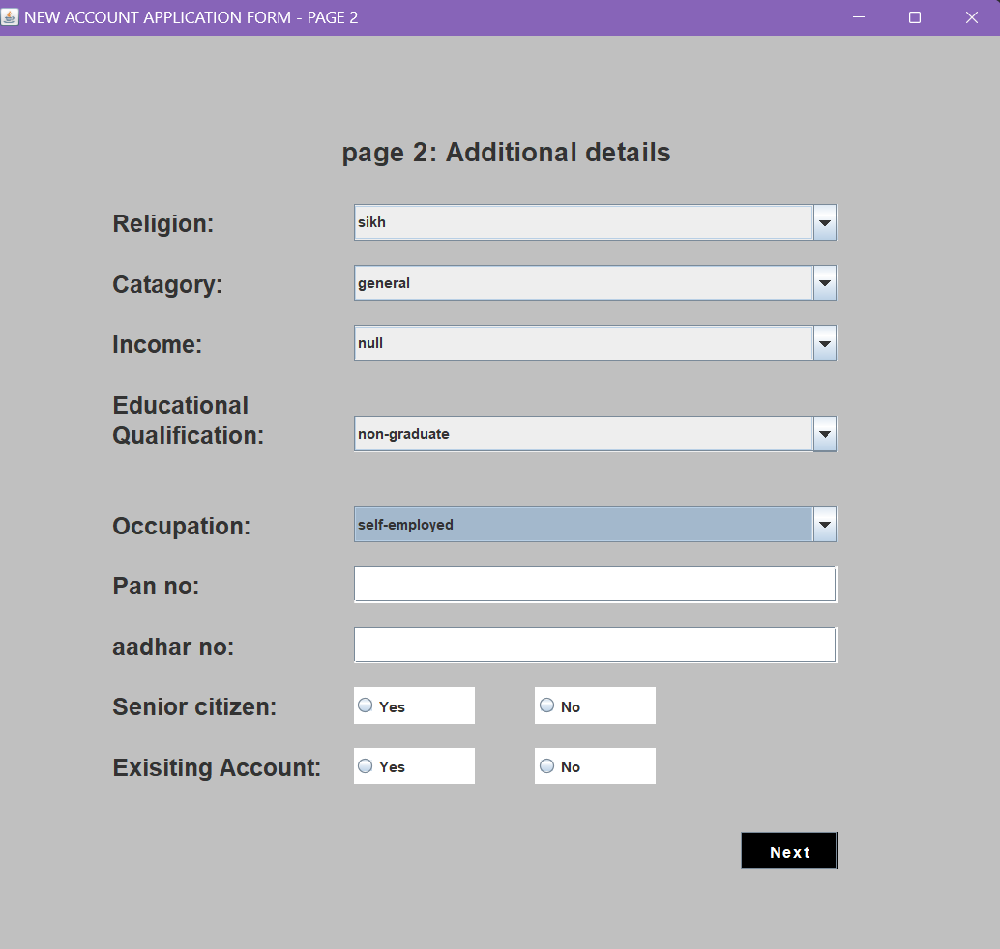 NEW ACCOUNT APPLICATION FORM - PAGE 2
page 2: Additional details
Religion: sikh
Catagory: general
Income: null
Educational
Qualification: non-graduate
Occupation: self-employed
Pan no:
aadhar no:
Senior citizen: Yes No
Exisiting Account: Yes No
Next